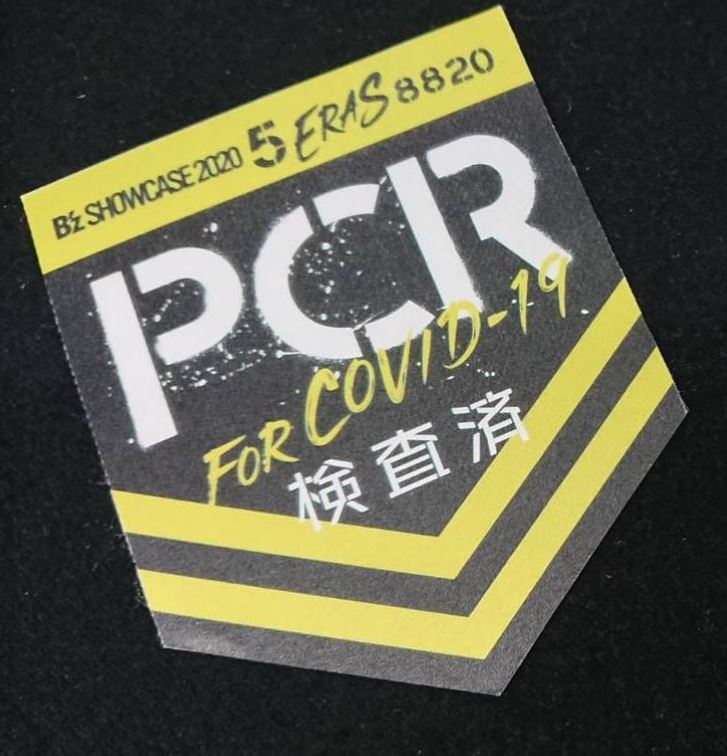 B'z SHOWCASE 2020 5 ERAS 8820
PCR
FOR COVID-19
検査済